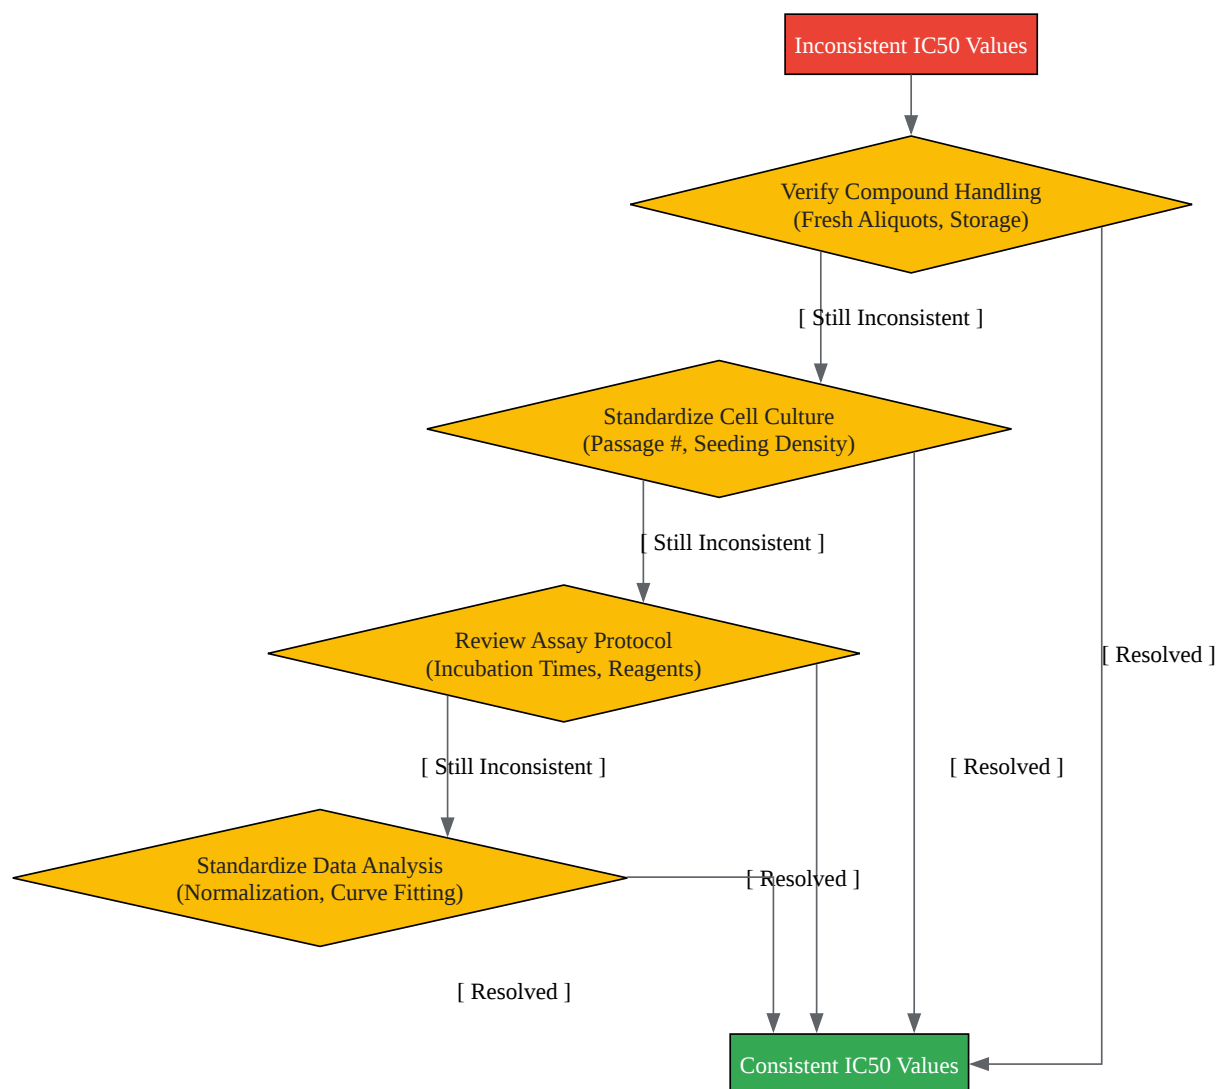 Inconsistent IC50 Values
Verify Compound Handling
(Fresh Aliquots, Storage)
[ Still Inconsistent ]
Standardize Cell Culture
(Passage #, Seeding Density)
[ Still Inconsistent ]
Review Assay Protocol
(Incubation Times, Reagents)
[ Resolved ]
[ Still Inconsistent ]
[ Resolved ]
Standardize Data Analysis
(Normalization, Curve Fitting)
[ Resolved ]
[ Resolved ]
Consistent IC50 Values